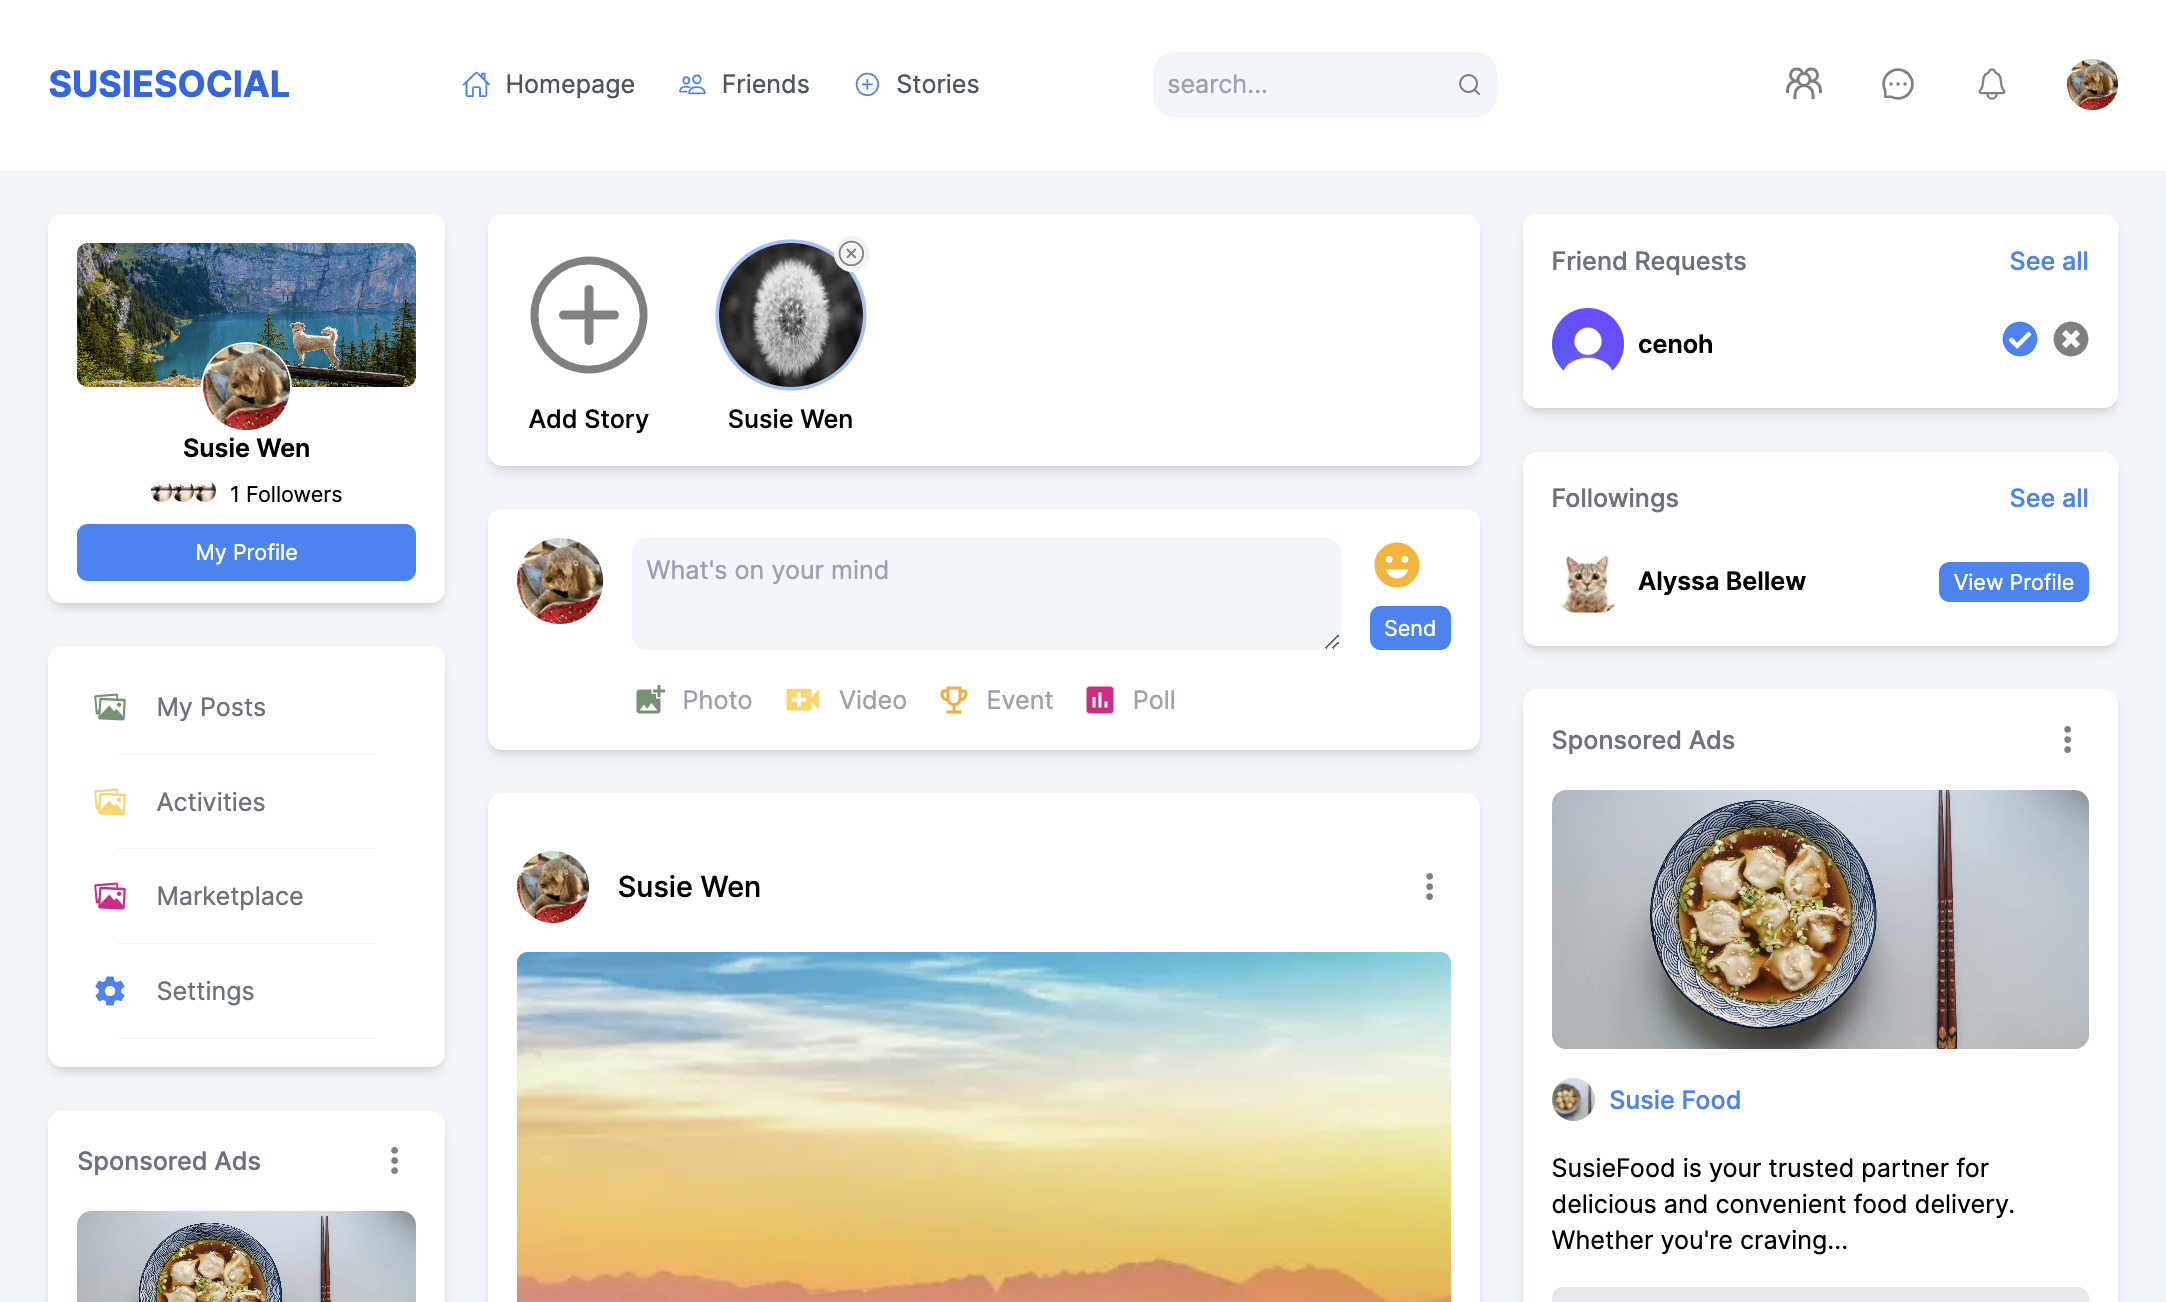 SUSIESOCIAL
Homepage
Friends
Stories
search...
Susie Wen
1 Followers
My Profile
My Posts
Activities
Marketplace
Settings
Sponsored Ads
Add Story
Susie Wen
What's on your mind
Send
Photo
Video
Event
Poll
Susie Wen
Friend Requests
See all
cenoh
Followings
See all
Alyssa Bellew
View Profile
Sponsored Ads
Susie Food
SusieFood is your trusted partner for
delicious and convenient food delivery.
Whether you're craving...